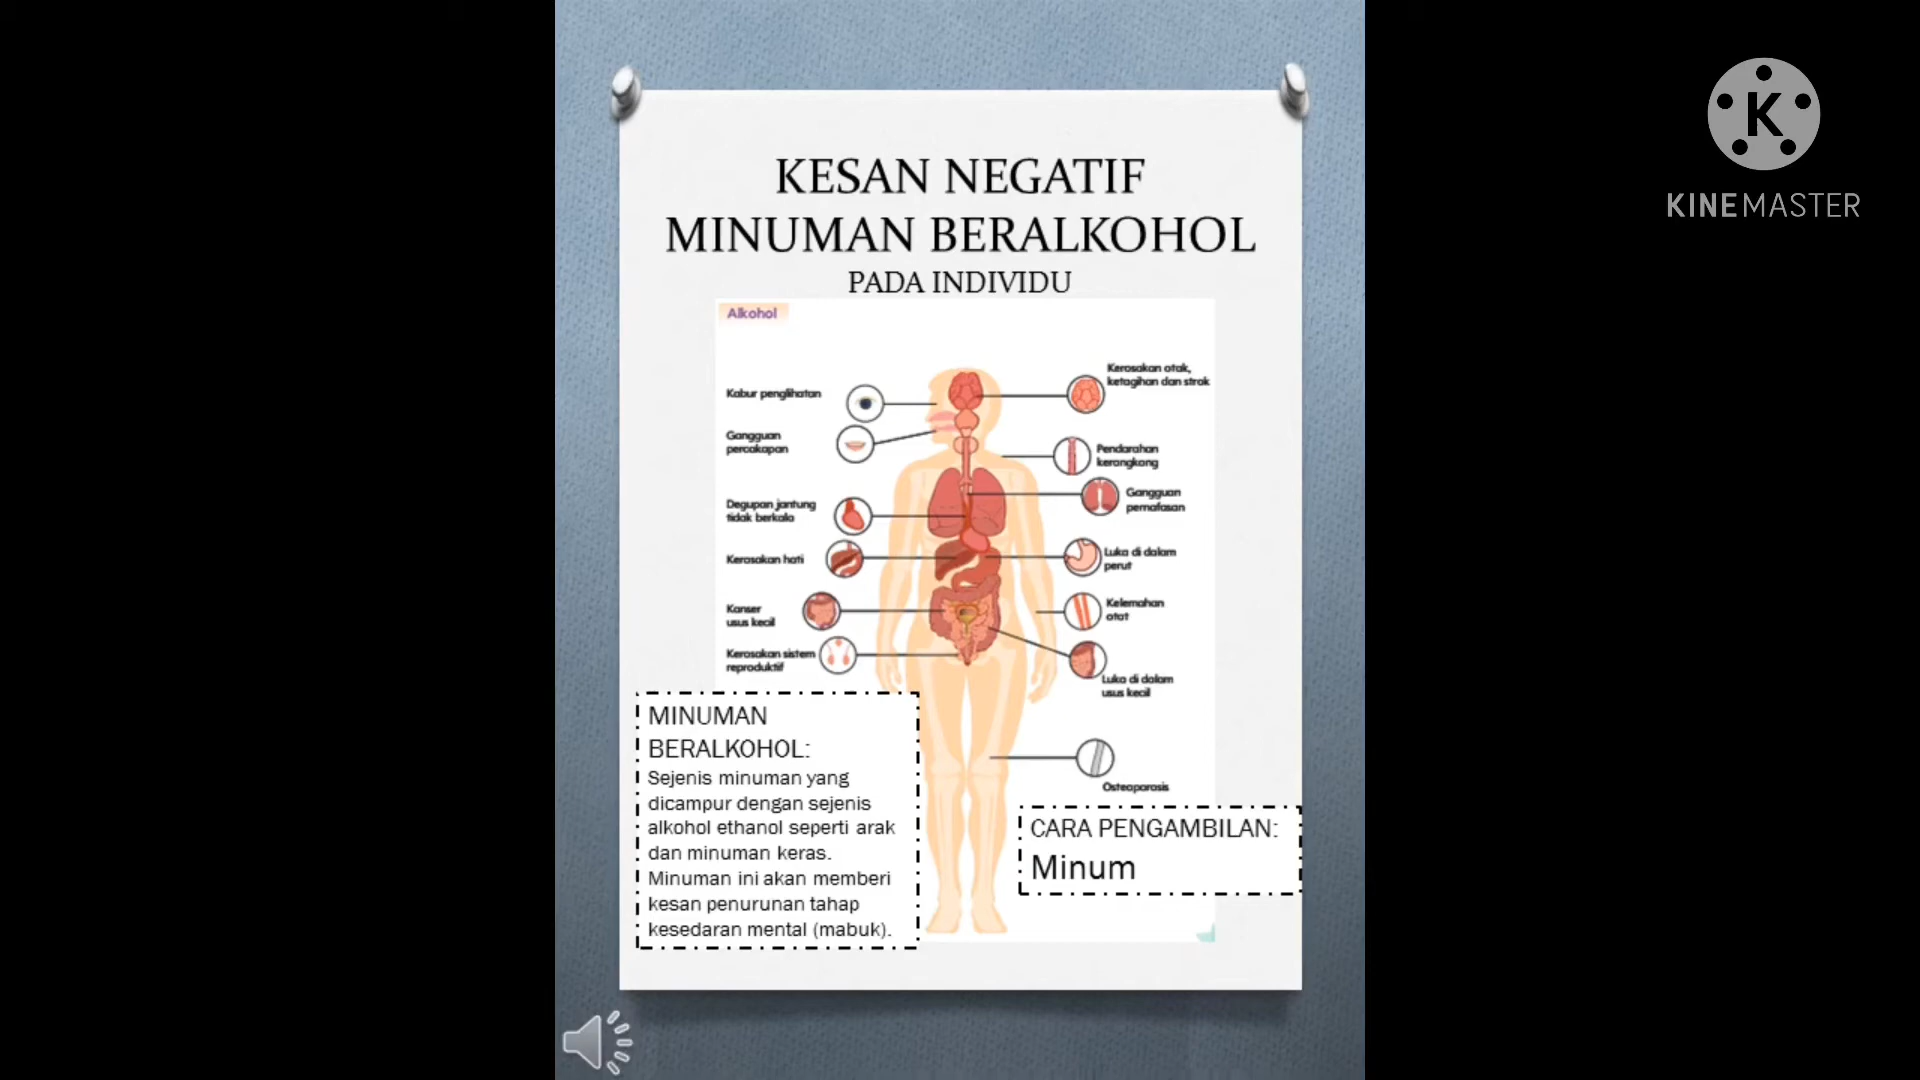 KESAN NEGATIF
MINUMAN BERALKOHOL
PADA INDIVIDU
Alkohol
Kabur penglihatan
Gangguan
percakapan
Degupan jantung
tidak berkala
Kerosakan hati
Kanser
usus kecil
Kerosakan sistem
reproduktif
Kerosakan otak,
ketagihan dan strok
Pendarahan
kerongkong
Gangguan
pernafasan
Luka di dalam
perut
Kelemahan
otot
Luka di dalam
usus kecil
Osteoporosis
MINUMAN
BERALKOHOL:
Sejenis minuman yang
dicampur dengan sejenis
alkohol ethanol seperti arak
dan minuman keras.
Minuman ini akan memberi
kesan penurunan tahap
kesedaran mental (mabuk).
CARA PENGAMBILAN:
Minum
K
KINEMASTER